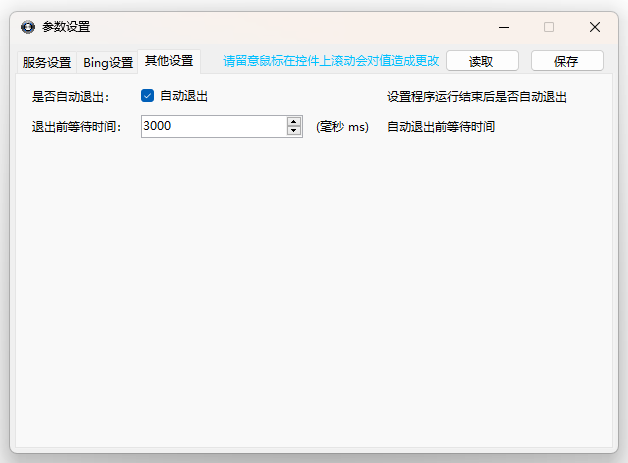 参数设置
服务设置 Bing设置 其他设置 请留意鼠标在控件上滚动会对值造成更改 读取 保存
是否自动退出： 自动退出 设置程序运行结束后是否自动退出
退出前等待时间： 3000 (毫秒 ms) 自动退出前等待时间